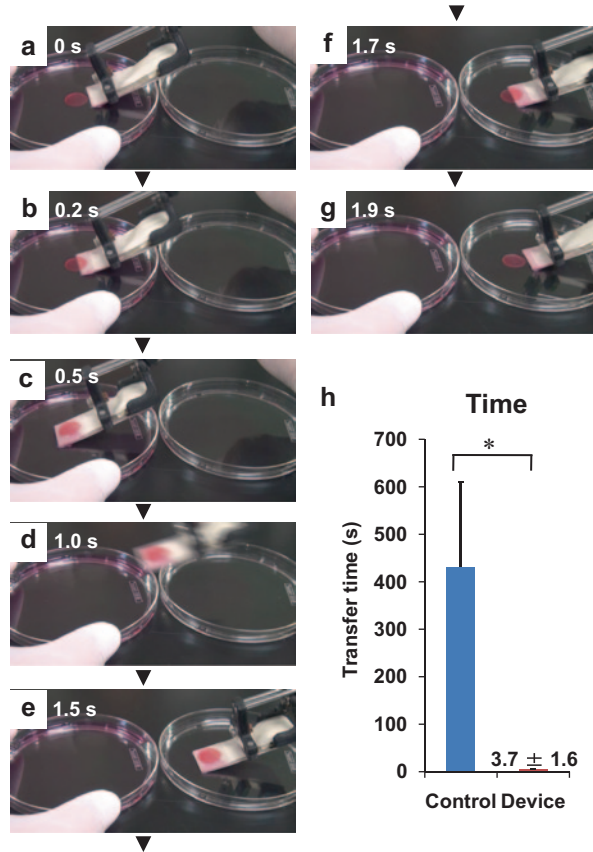 a 0 s
b 0.2 s
c 0.5 s
d 1.0 s
e 1.5 s
f 1.7 s
g 1.9 s
h
Time
*
Transfer time (s)
700
600
500
400
300
200
100
0
3.7 ± 1.6
Control Device